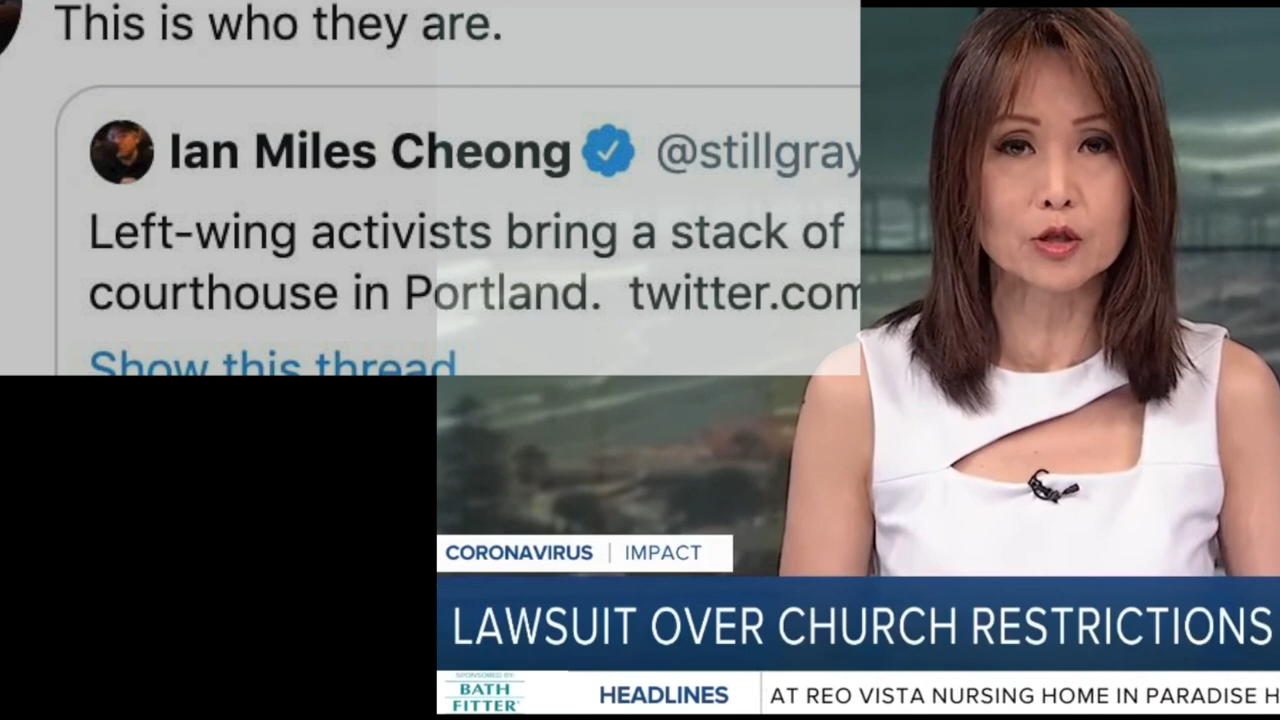 This is who they are.
Ian Miles Cheong @stillgray
Left-wing activists bring a stack of
courthouse in Portland. twitter.com
Show this thread
CORONAVIRUS | IMPACT
LAWSUIT OVER CHURCH RESTRICTIONS
SPONSORED BY:
BATH
FITTER
HEADLINES
AT REO VISTA NURSING HOME IN PARADISE H